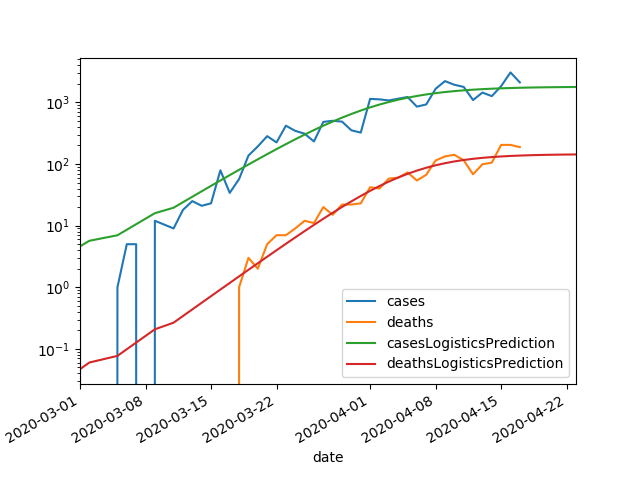 10³
10²
10¹
10⁰
10⁻¹
cases
deaths
casesLogisticsPrediction
deathsLogisticsPrediction
2020-03-01
2020-03-08
2020-03-15
2020-03-22
2020-04-01
2020-04-08
2020-04-15
2020-04-22
date